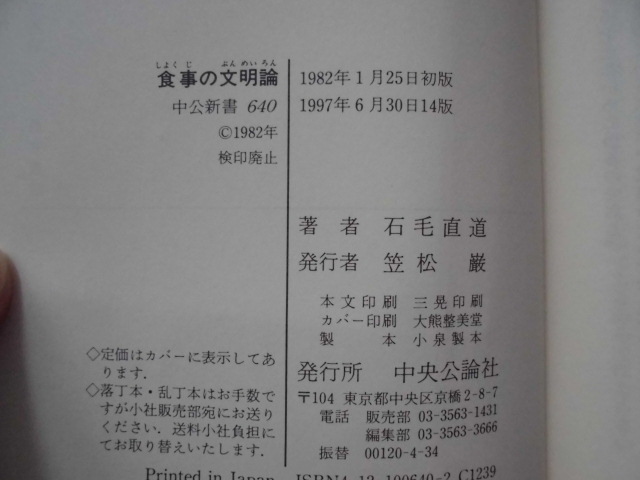 しよくじ ぶんめいろん
食事の文明論
中公新書 640
©1982年
検印廃止
1982年1月25日初版
1997年6月30日14版
著者 石毛直道
発行者 笠松 巌
本文印刷 三晃印刷
カバー印刷 大熊整美堂
製本 小泉製本
発行所 中央公論社
〒104 東京都中央区京橋2-8-7
電話 販売部 03-3563-1431
編集部 03-3563-3666
振替 00120-4-34
◇定価はカバーに表示してあ
ります.
◇落丁本・乱丁本はお手数で
すが小社販売部宛にお送り
ください．送料小社負担に
てお取り替えいたします.
Printed in Japan ISBN4-12-100640-2 C1239